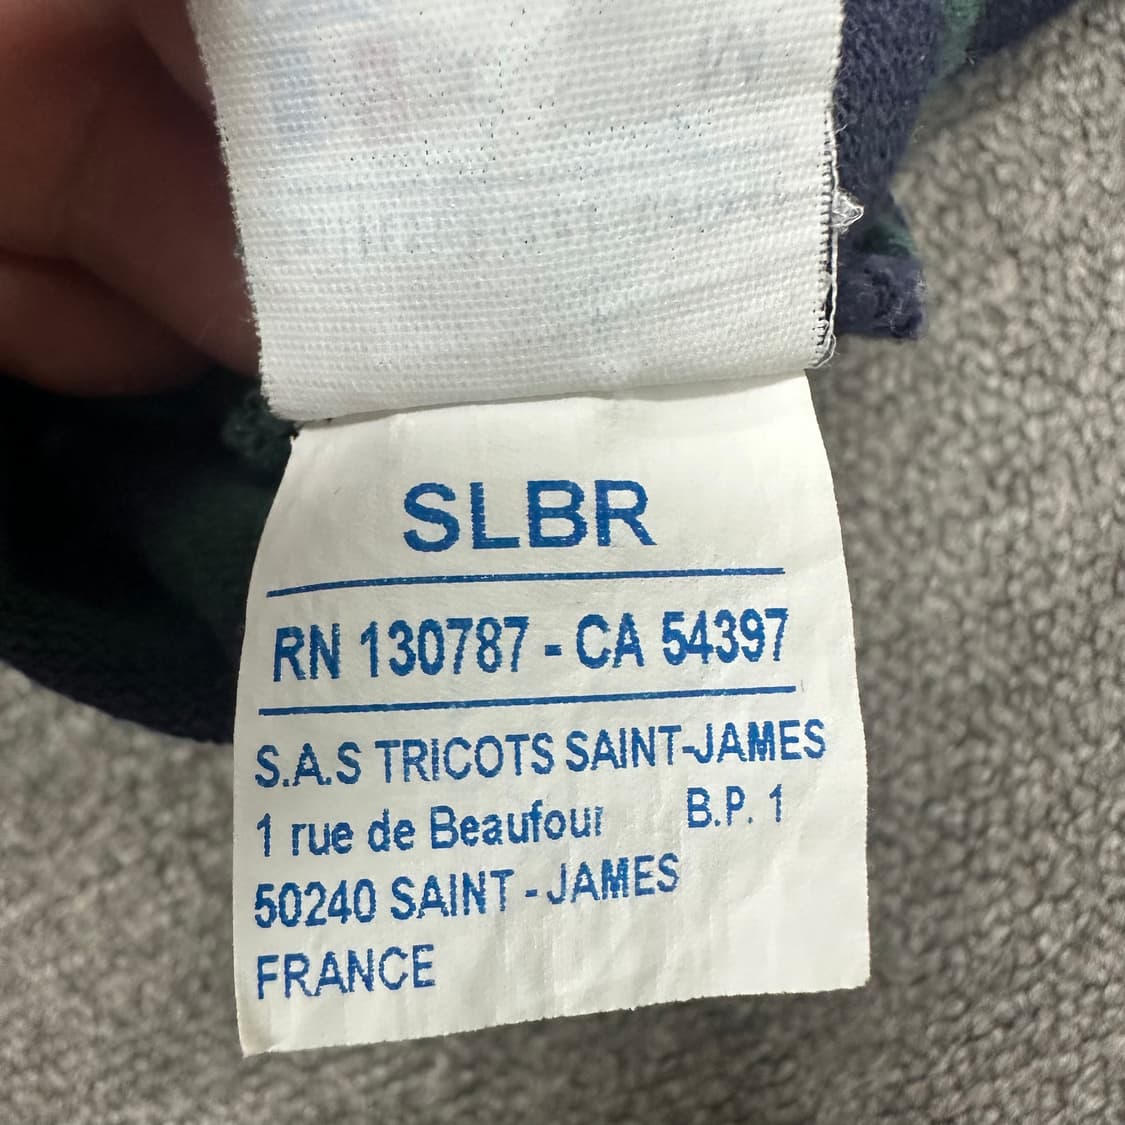 SLBR
RN 130787 - CA 54397
S.A.S TRICOTS SAINT-JAMES
1 rue de Beaufour B.P. 1
50240 SAINT - JAMES
FRANCE